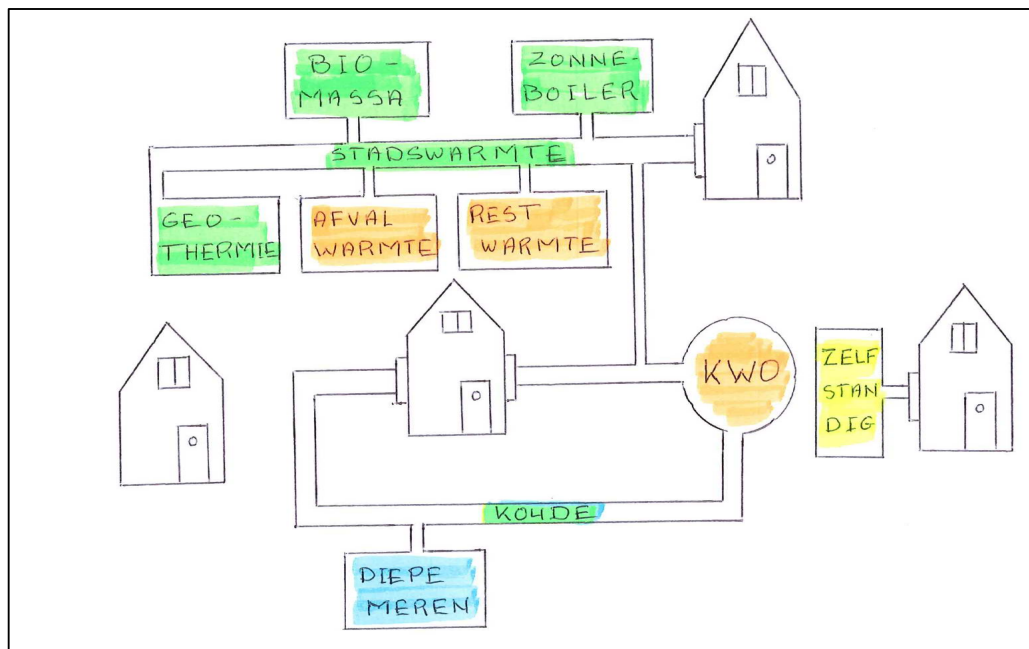 BIO-
MASSA
ZONNE-
BOILER
STADSWARMTE
GEO-
THERMIE
AFVAL
WARMTE
REST
WARMTE
KWO
ZELF
STAN
DIG
KOUDE
DIEPE
MEREN